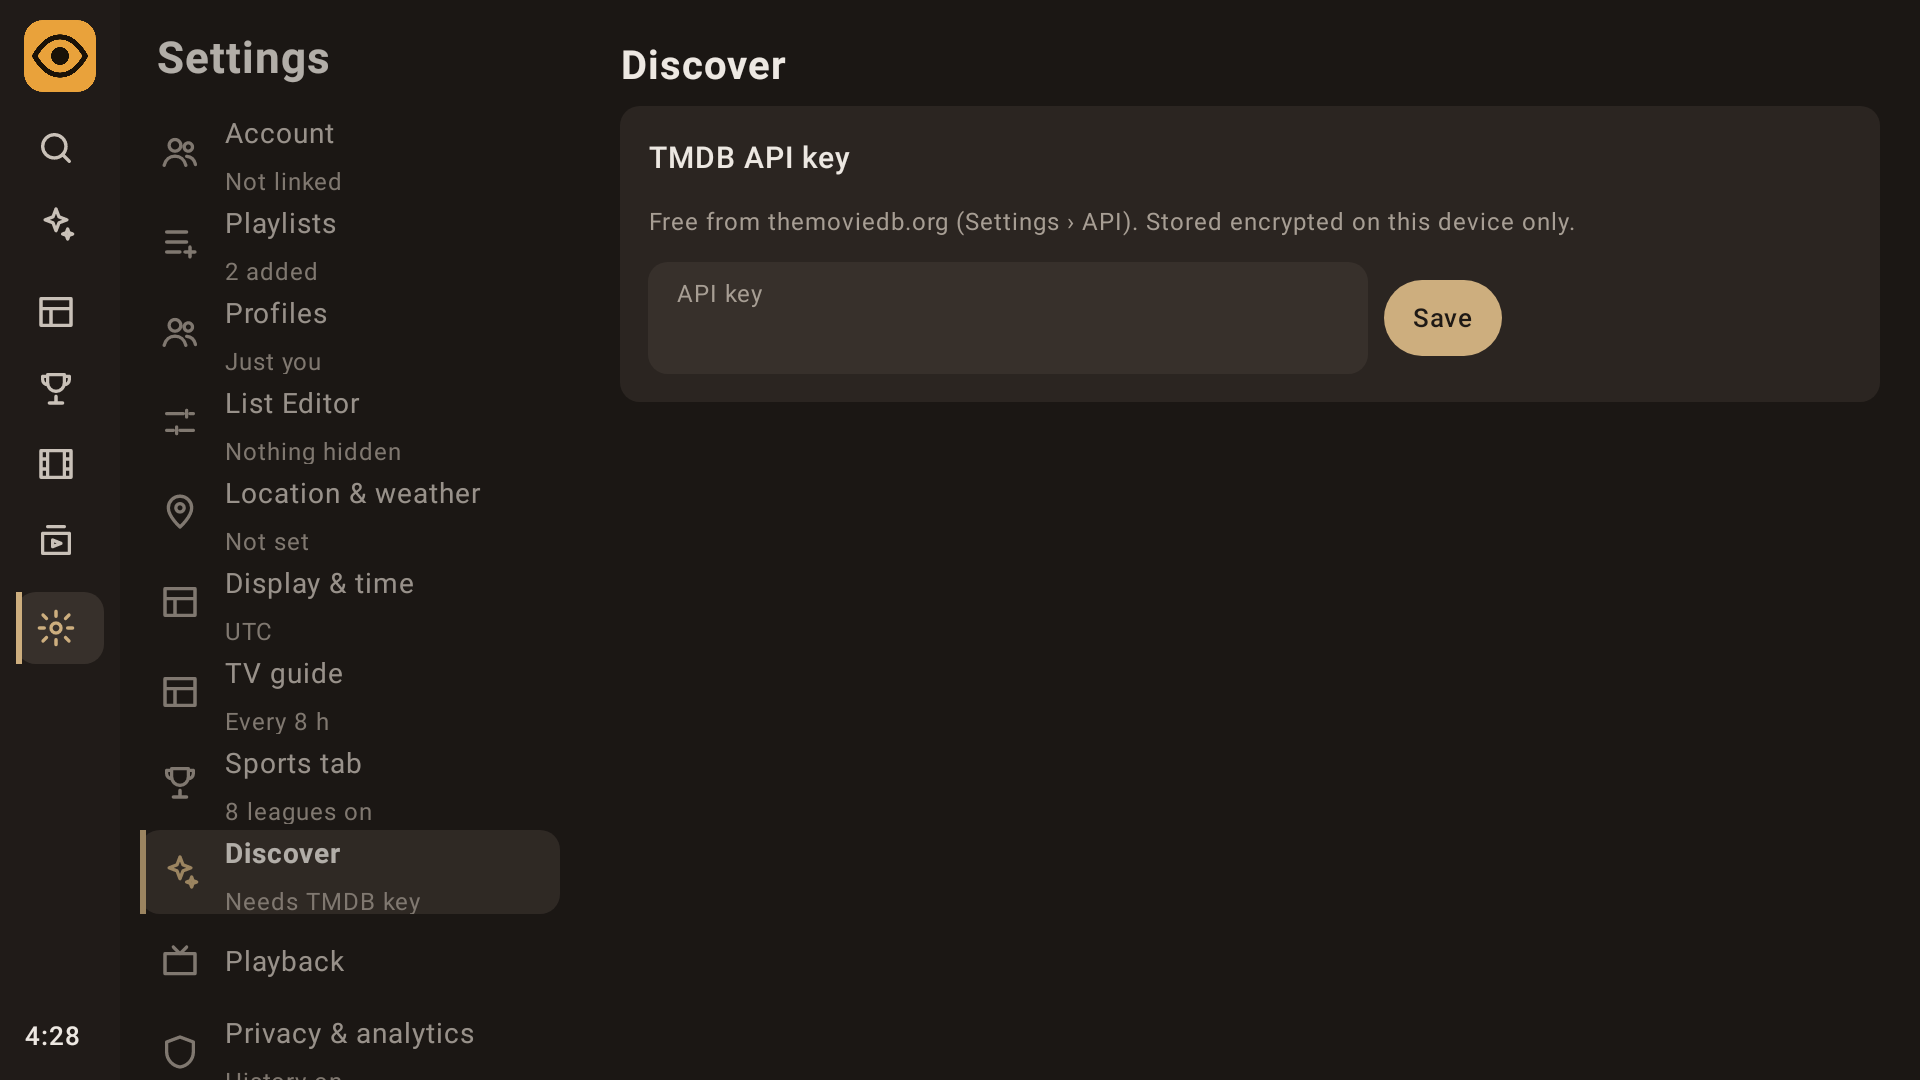 Settings
Account
Not linked
Playlists
2 added
Profiles
Just you
List Editor
Nothing hidden
Location & weather
Not set
Display & time
UTC
TV guide
Every 8 h
Sports tab
8 leagues on
Discover
Needs TMDB key
Playback
Privacy & analytics
History on
4:28
Discover
TMDB API key
Free from themoviedb.org (Settings › API). Stored encrypted on this device only.
API key
Save